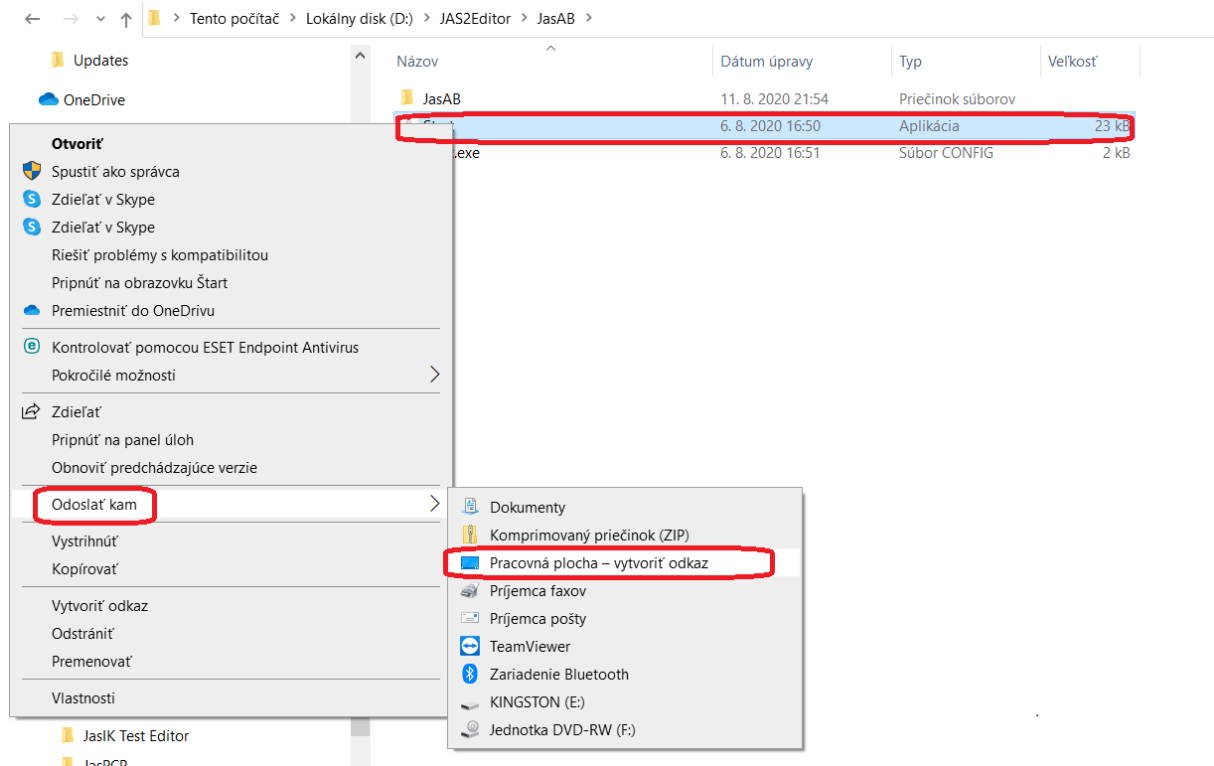 Tento počítač > Lokálny disk (D:) > JAS2Editor > JasAB >
Updates
OneDrive
Názov Dátum úpravy Typ Veľkosť
JasAB 11. 8. 2020 21:54 Priečinok súborov
6. 8. 2020 16:50 Aplikácia 23 kB
.exe 6. 8. 2020 16:51 Súbor CONFIG 2 kB
Otvoriť
Spustiť ako správca
Zdieľať v Skype
Zdieľať v Skype
Riešiť problémy s kompatibilitou
Pripnúť na obrazovku Štart
Premiestniť do OneDrivu
Kontrolovať pomocou ESET Endpoint Antivirus
Pokročilé možnosti
Zdieľať
Pripnúť na panel úloh
Obnoviť predchádzajúce verzie
Odoslať kam
Vystrihnúť
Kopírovať
Vytvoriť odkaz
Odstrániť
Premenovať
Vlastnosti
Dokumenty
Komprimovaný priečinok (ZIP)
Pracovná plocha – vytvoriť odkaz
Príjemca faxov
Príjemca pošty
TeamViewer
Zariadenie Bluetooth
KINGSTON (E:)
Jednotka DVD-RW (F:)
JasIK Test Editor